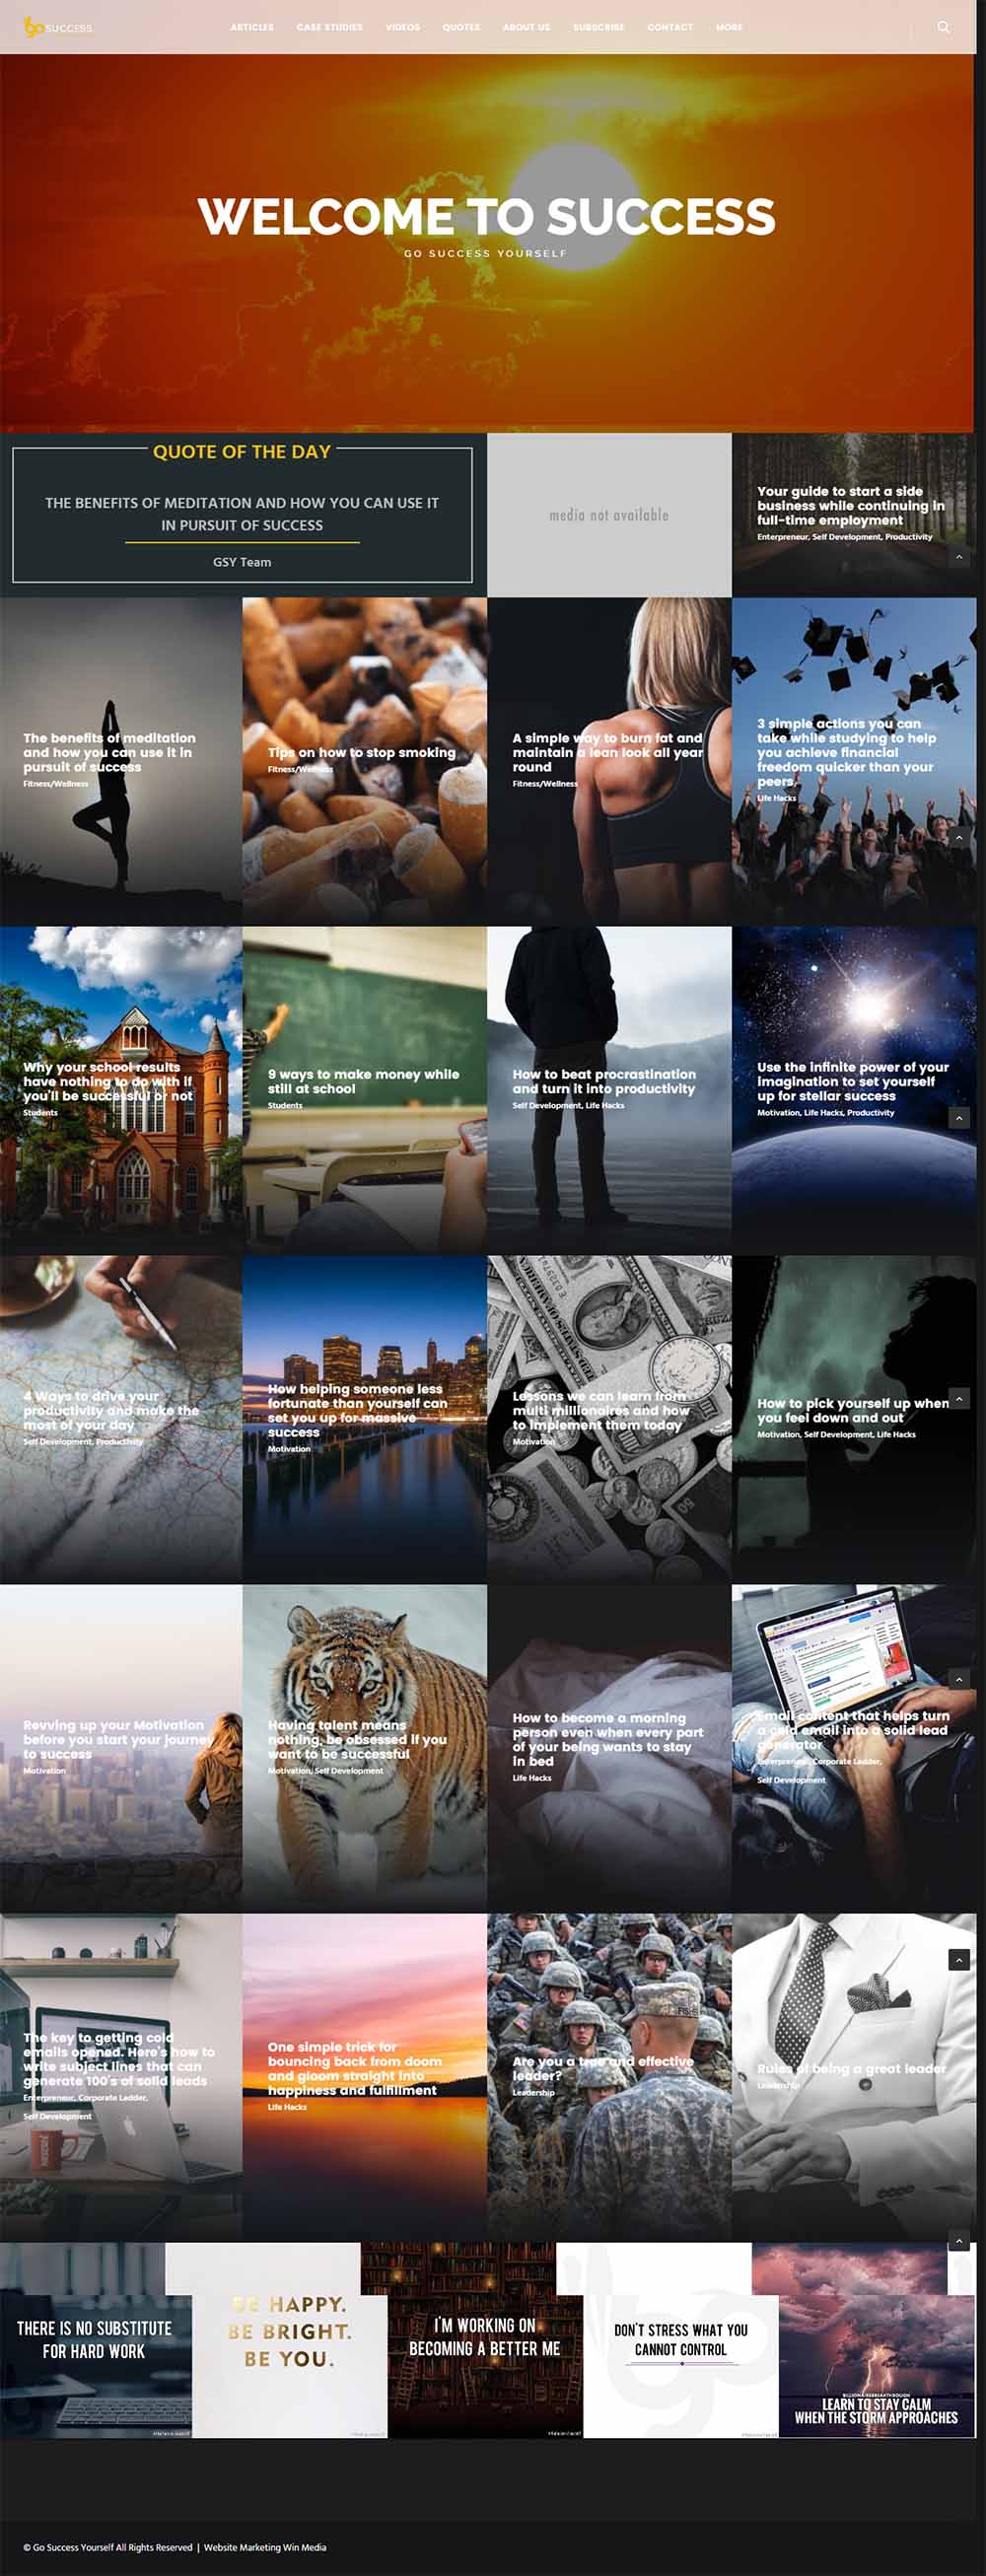 go SUCCESS
ARTICLES CASE STUDIES VIDEOS QUOTES ABOUT US SUBSCRIBE CONTACT MORE
WELCOME TO SUCCESS
GO SUCCESS YOURSELF
QUOTE OF THE DAY
THE BENEFITS OF MEDITATION AND HOW YOU CAN USE IT
IN PURSUIT OF SUCCESS
GSY Team
media not available
Your guide to start a side
business while continuing in
full-time employment
Enterpreneur, Self Development, Productivity
The benefits of meditation
and how you can use it in
pursuit of success
Fitness/Wellness
Tips on how to stop smoking
Fitness/Wellness
A simple way to burn fat and
maintain a lean look all year
round
Fitness/Wellness
3 simple actions you can
take while studying to help
you achieve financial
freedom quicker than your
peers
Life Hacks
Why your school results
have nothing to do with if
you'll be successful or not
Students
9 ways to make money while
still at school
Students
How to beat procrastination
and turn it into productivity
Self Development, Life Hacks
Use the infinite power of your
imagination to set yourself
up for stellar success
Motivation, Life Hacks, Productivity
4 Ways to drive your
productivity and make the
most of your day
Self Development, Productivity
How helping someone less
fortunate than yourself can
set you up for massive
success
Motivation
Lessons we can learn from
multi millionaires and how
to implement them today
Motivation
How to pick yourself up when
you feel down and out
Motivation, Self Development, Life Hacks
Revving up your Motivation
before you start your journey
to success
Motivation
Having talent means
nothing, be obsessed if you
want to be successful
Motivation, Self Development
How to become a morning
person even when every part
of your being wants to stay
in bed
Life Hacks
Email content that helps turn
a cold email into a solid lead
generator
Enterpreneur, Corporate Ladder,
Self Development
The key to getting cold
emails opened. Here's how to
write subject lines that can
generate 100's of solid leads
Enterpreneur, Corporate Ladder,
Self Development
One simple trick for
bouncing back from doom
and gloom straight into
happiness and fulfillment
Life Hacks
Are you a true and effective
leader?
Leadership
Rules of being a great leader
Leadership
THERE IS NO SUBSTITUTE
FOR HARD WORK
BE HAPPY.
BE BRIGHT.
BE YOU.
I'M WORKING ON
BECOMING A BETTER ME
DON'T STRESS WHAT YOU
CANNOT CONTROL
LEARN TO STAY CALM
WHEN THE STORM APPROACHES
© Go Success Yourself All Rights Reserved | Website Marketing Win Media